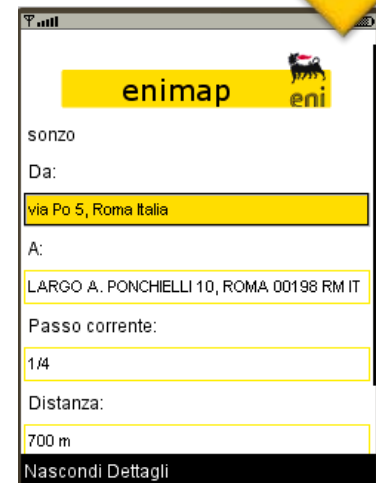 enimap
eni
sonzo
Da:
via Po 5, Roma Italia
A:
LARGO A. PONCHIELLI 10, ROMA 00198 RM IT
Passo corrente:
1/4
Distanza:
700 m
Nascondi Dettagli